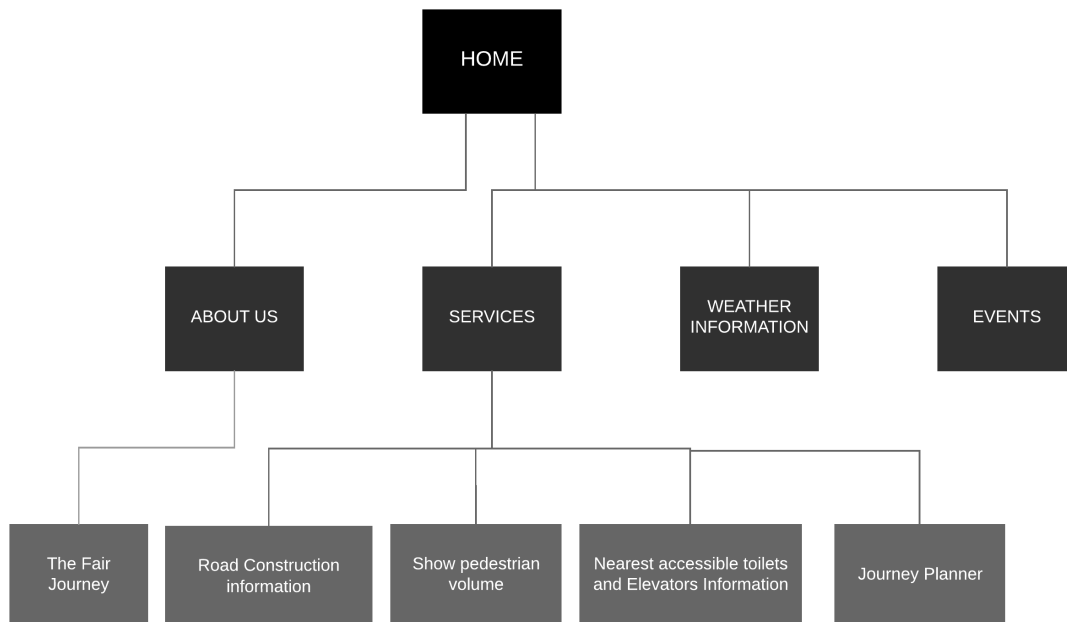 HOME
ABOUT US
SERVICES
WEATHER
INFORMATION
EVENTS
The Fair
Journey
Road Construction
information
Show pedestrian
volume
Nearest accessible toilets
and Elevators Information
Journey Planner